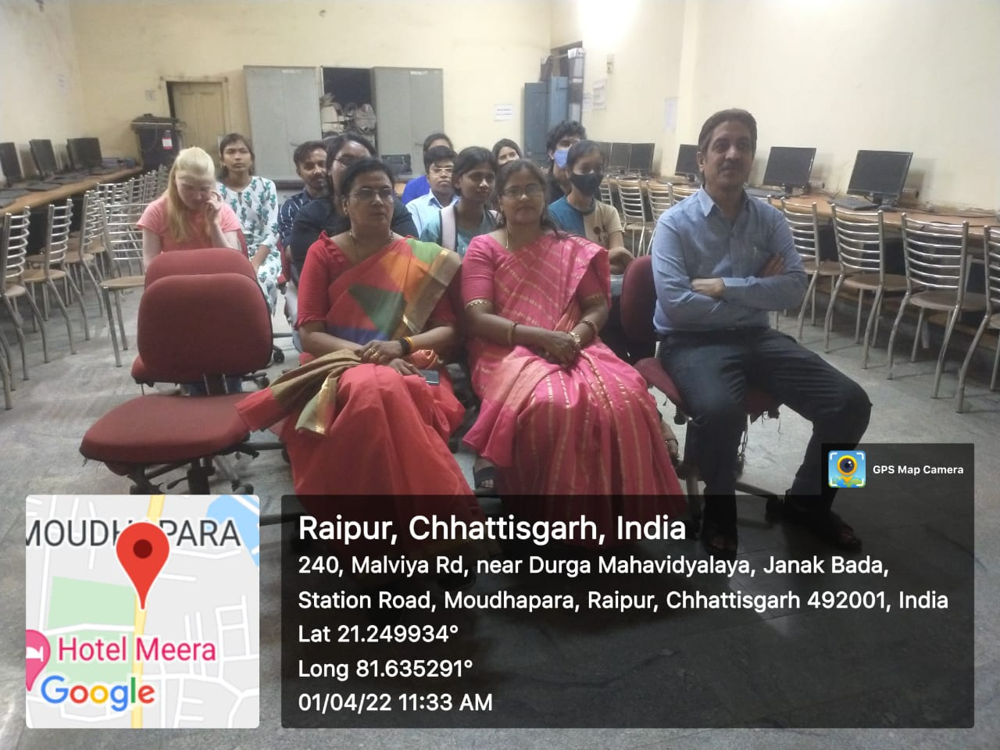 GPS Map Camera
MOUDHAPARA
Hotel Meera
Google
Raipur, Chhattisgarh, India
240, Malviya Rd, near Durga Mahavidyalaya, Janak Bada,
Station Road, Moudhapara, Raipur, Chhattisgarh 492001, India
Lat 21.249934°
Long 81.635291°
01/04/22 11:33 AM